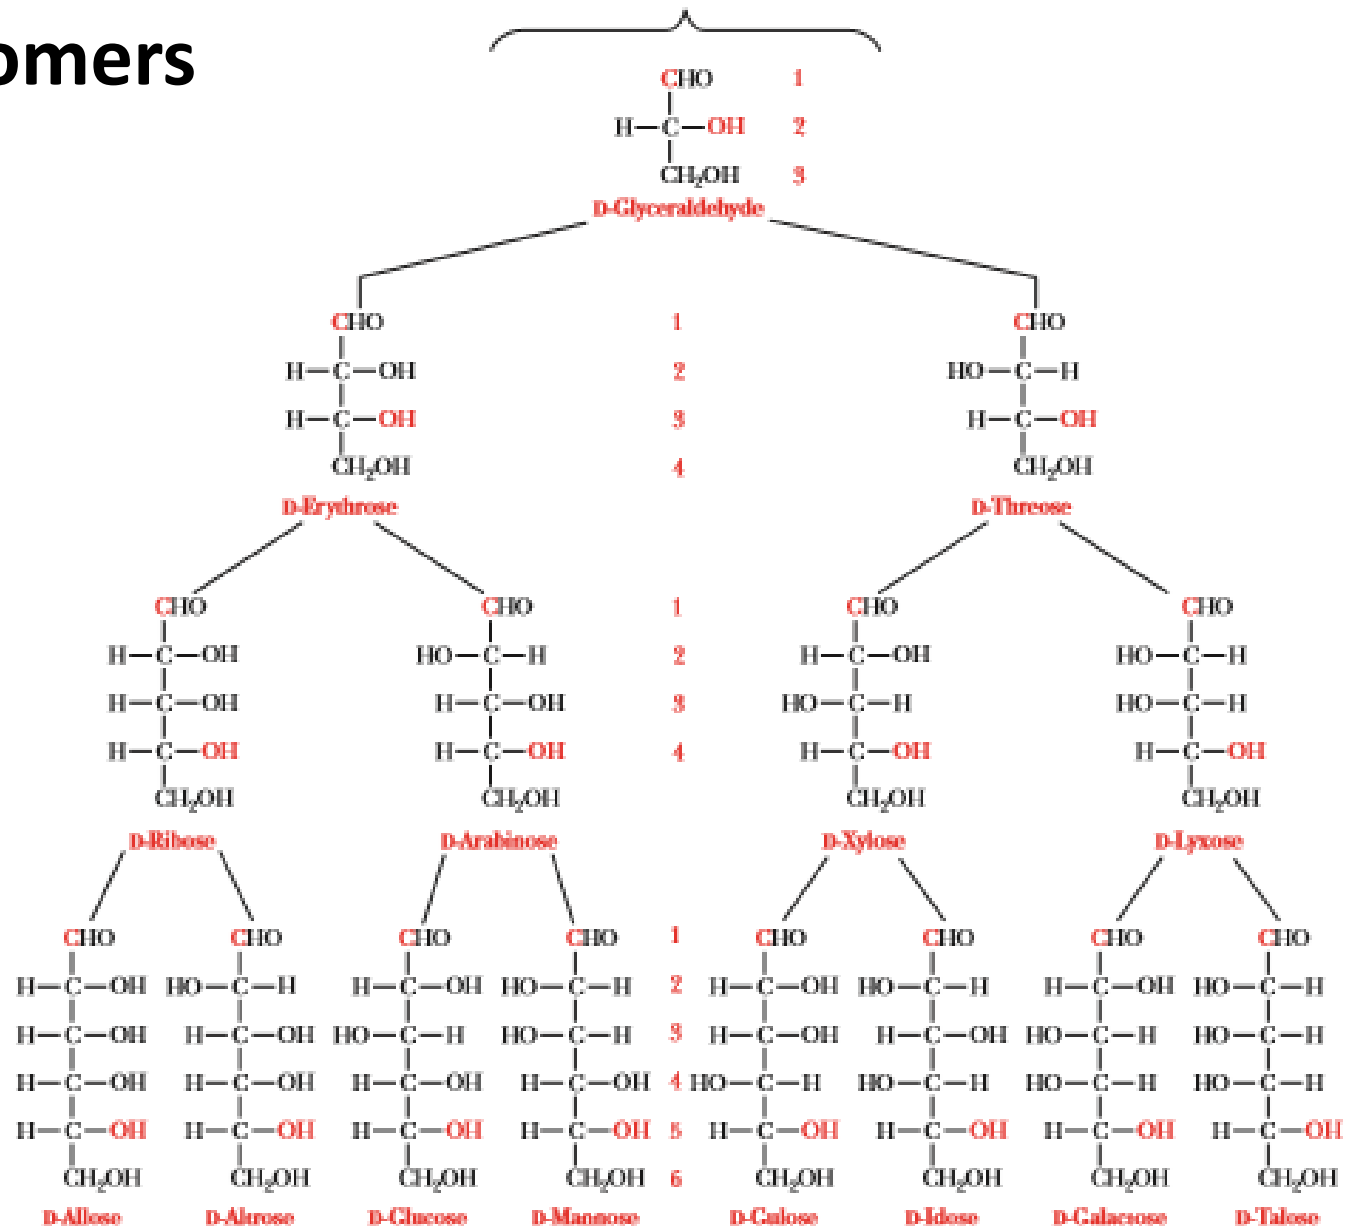 omers
CHO 1
H—C—OH 2
CH₂OH 3
D-Glyceraldehyde
CHO 1 CHO
H—C—OH 2 HO—C—H
H—C—OH 3 H—C—OH
CH₂OH 4 CH₂OH
D-Erythrose D-Threose
CHO CHO 1 CHO CHO
H—C—OH HO—C—H 2 H—C—OH HO—C—H
H—C—OH H—C—OH 3 HO—C—H HO—C—H
H—C—OH H—C—OH 4 H—C—OH H—C—OH
CH₂OH CH₂OH CH₂OH CH₂OH
D-Ribose D-Arabinose D-Xylose D-Lyxose
CHO CHO CHO CHO 1 CHO CHO CHO CHO
H—C—OH HO—C—H H—C—OH HO—C—H 2 H—C—OH HO—C—H H—C—OH HO—C—H
H—C—OH H—C—OH HO—C—H HO—C—H 3 H—C—OH H—C—OH HO—C—H HO—C—H
H—C—OH H—C—OH H—C—OH H—C—OH 4 HO—C—H HO—C—H HO—C—H HO—C—H
H—C—OH H—C—OH H—C—OH H—C—OH 5 H—C—OH H—C—OH H—C—OH H—C—OH
CH₂OH CH₂OH CH₂OH CH₂OH 6 CH₂OH CH₂OH CH₂OH CH₂OH
D-Allose D-Altrose D-Glucose D-Mannose D-Gulose D-Idose D-Galactose D-Talose